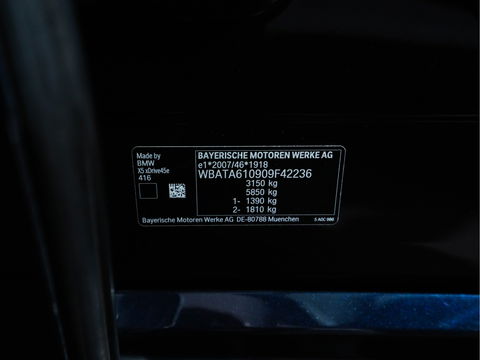 Made by
BMW
X5 xDrive45e
416
BAYERISCHE MOTOREN WERKE AG
e1*2007/46*1918
WBATA610909F42236
3150 kg
5850 kg
1- 1390 kg
2- 1810 kg
Bayerische Motoren Werke AG DE-80788 Muenchen